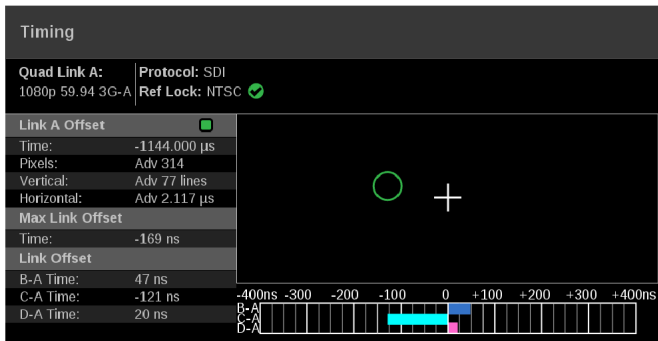 Timing
Quad Link A: Protocol: SDI
1080p 59.94 3G-A Ref Lock: NTSC
Link A Offset
Time: -1144.000 µs
Pixels: Adv 314
Vertical: Adv 77 lines
Horizontal: Adv 2.117 µs
Max Link Offset
Time: -169 ns
Link Offset
B-A Time: 47 ns
C-A Time: -121 ns
D-A Time: 20 ns
-400ns -300 -200 -100 0 +100 +200 +300 +400ns
B-A
C-A
D-A